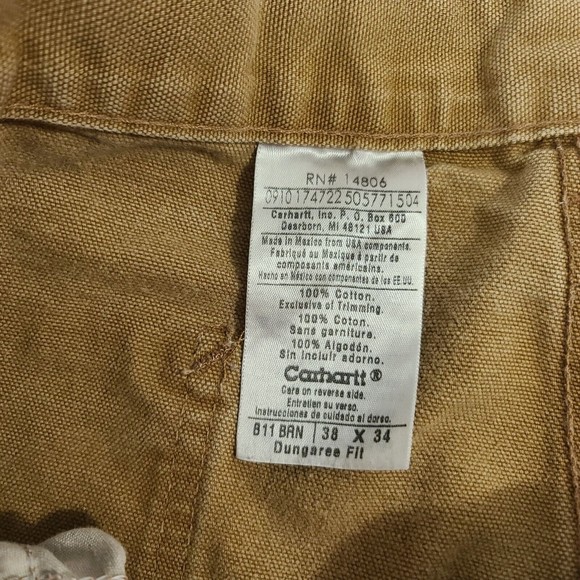 RN# 14806
0910174722505771504
Carhartt, Inc. P. O. Box 600
Dearborn, MI 48121 USA
Made in Mexico from USA components.
Fabriqué au Mexique à partir de
composants américains.
Hecho en México con componentes de los EE.UU.
100% Cotton.
Exclusive of Trimming.
100% Coton.
Sans garniture.
100% Algodón.
Sin incluir adorno.
Carhartt®
Care on reverse side.
Entretien au verso.
Instrucciones de cuidado al dorso.
B11 BRN 38 X 34
Dungaree Fit